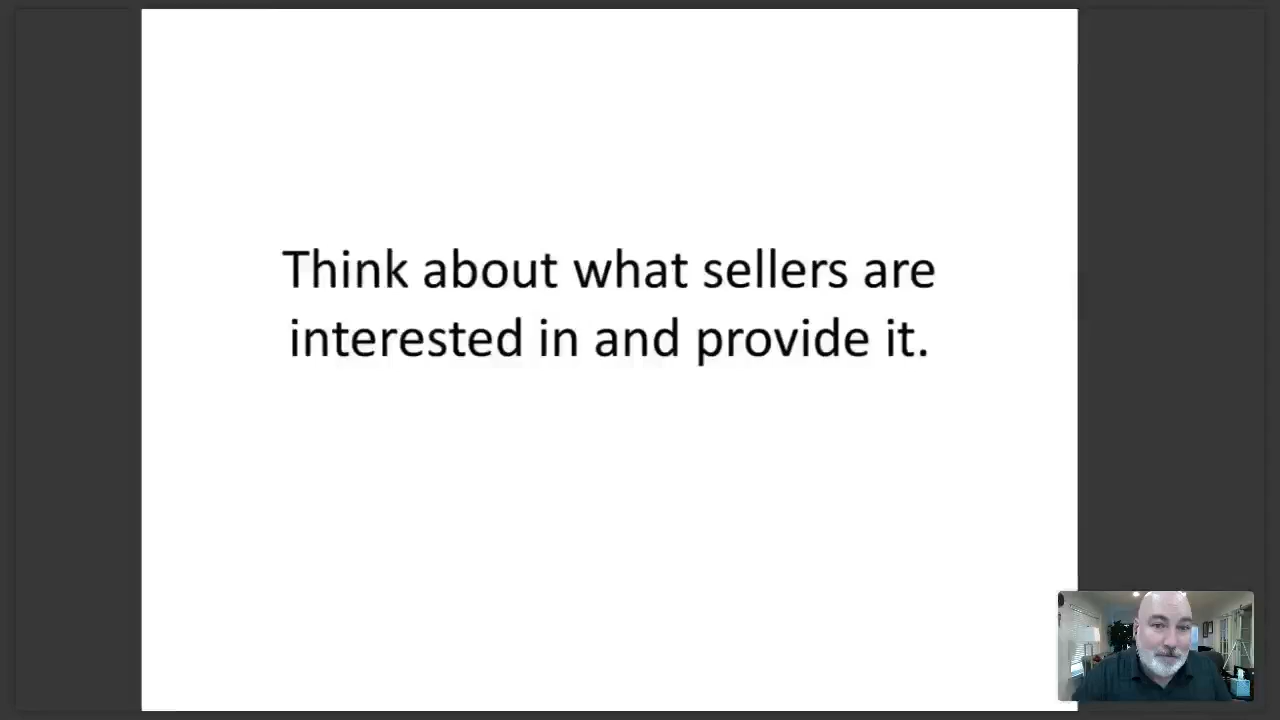 Think about what sellers are
interested in and provide it.